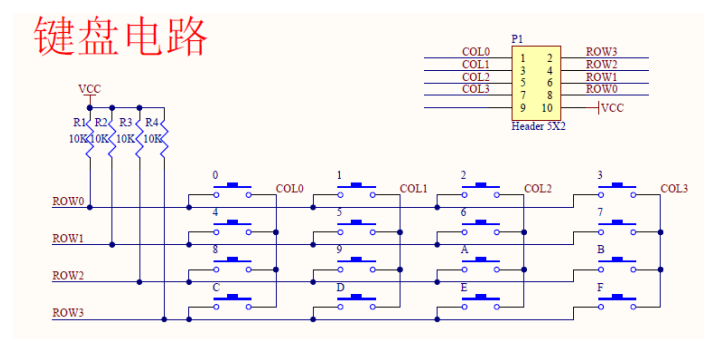 键盘电路
P1
COL0 1 2 ROW3
COL1 3 4 ROW2
COL2 5 6 ROW1
COL3 7 8 ROW0
9 10 VCC
Header 5X2
VCC
R1 R2 R3 R4
10K 10K 10K 10K
0 1 2 3
COL0 COL1 COL2 COL3
ROW0
4 5 6 7
ROW1
8 9 A B
ROW2
C D E F
ROW3